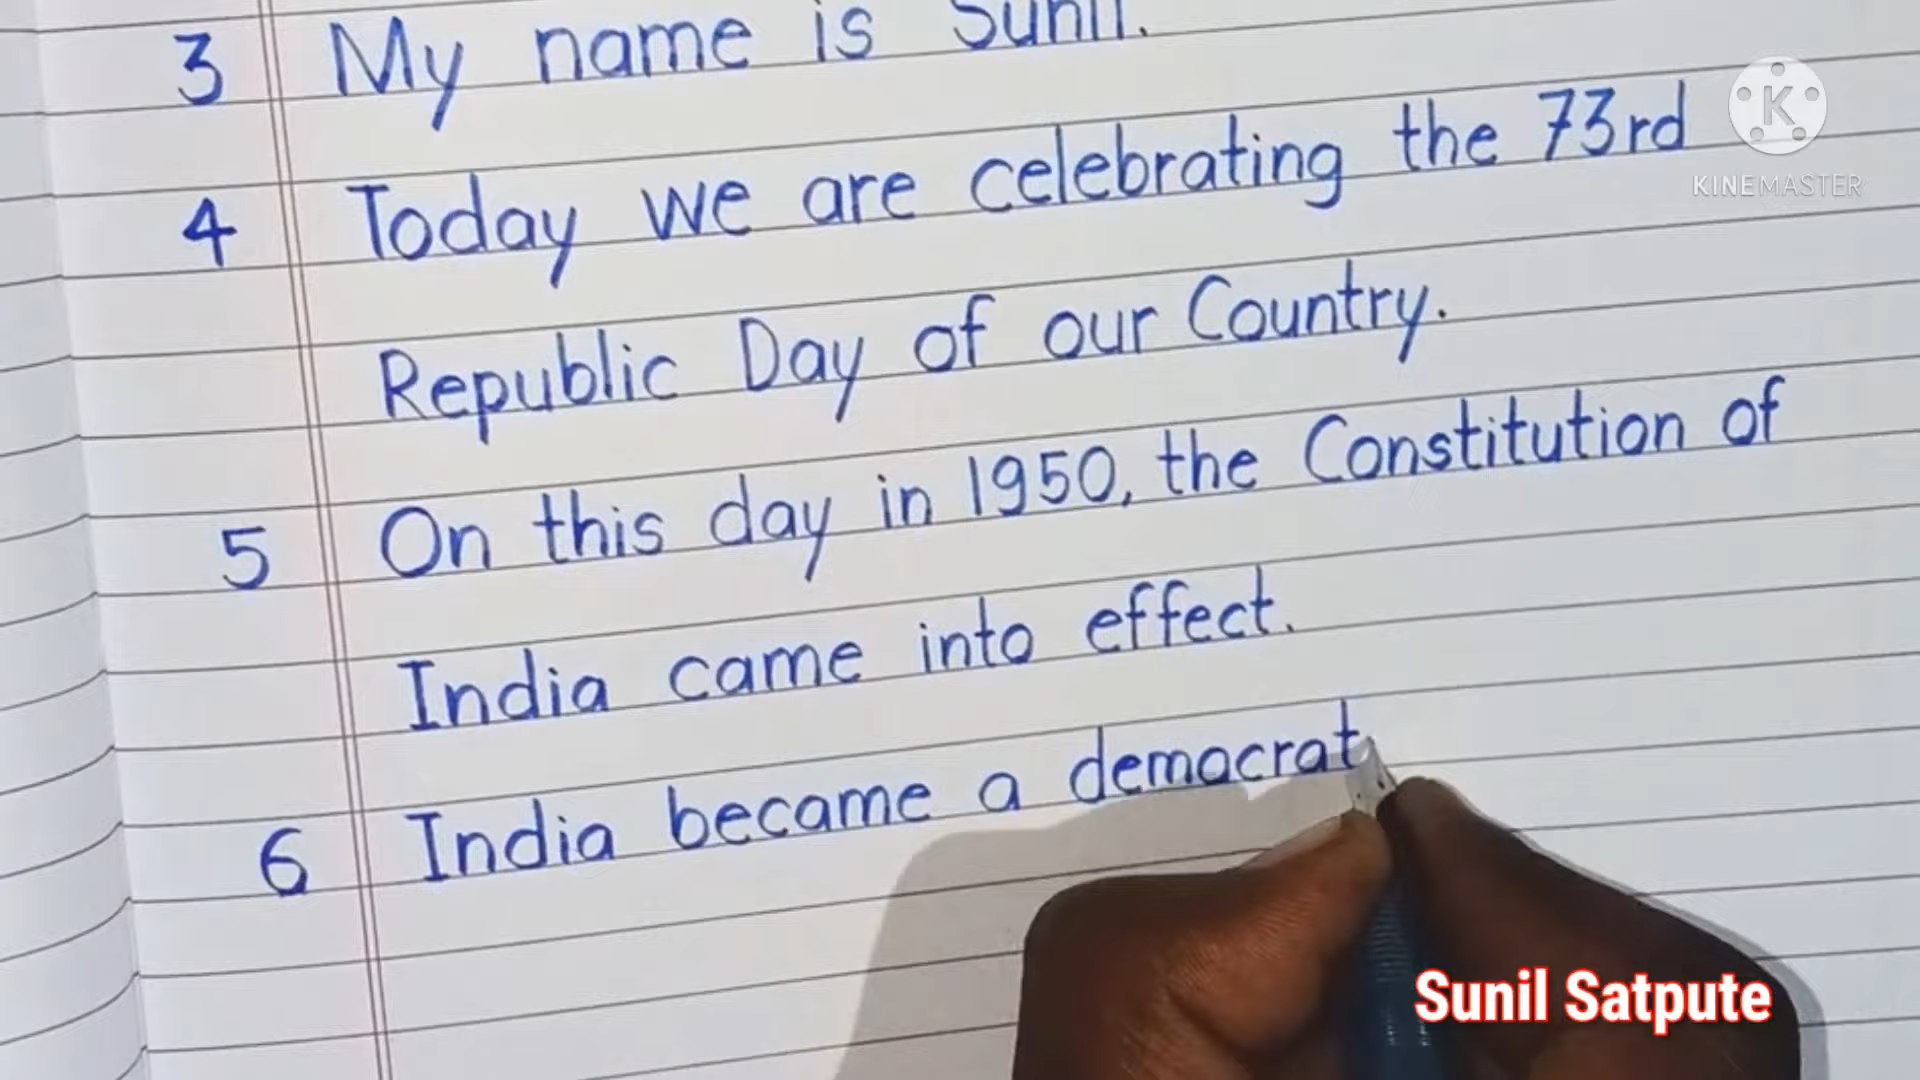 3 My name is Sunil.
4 Today we are celebrating the 73rd
Republic Day of our Country.
5 On this day in 1950, the Constitution of
India came into effect.
6 India became a democrat
KINEMASTER
Sunil Satpute